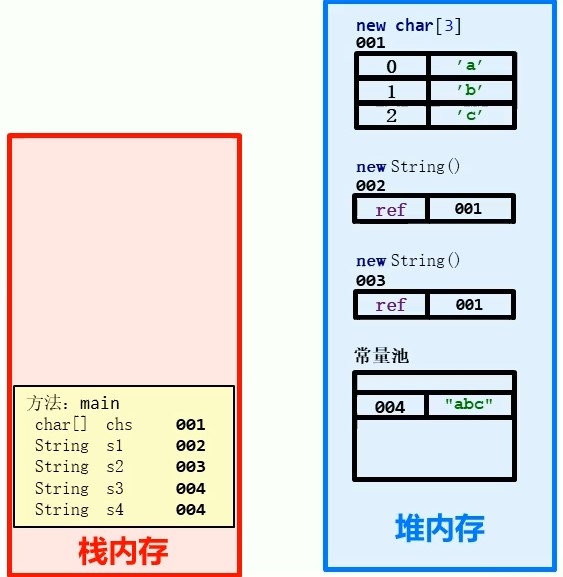 new char[3]
001
0 'a'
1 'b'
2 'c'
new String()
002
ref 001
new String()
003
ref 001
常量池
004 "abc"
堆内存
方法：main
char[] chs 001
String s1 002
String s2 003
String s3 004
String s4 004
栈内存